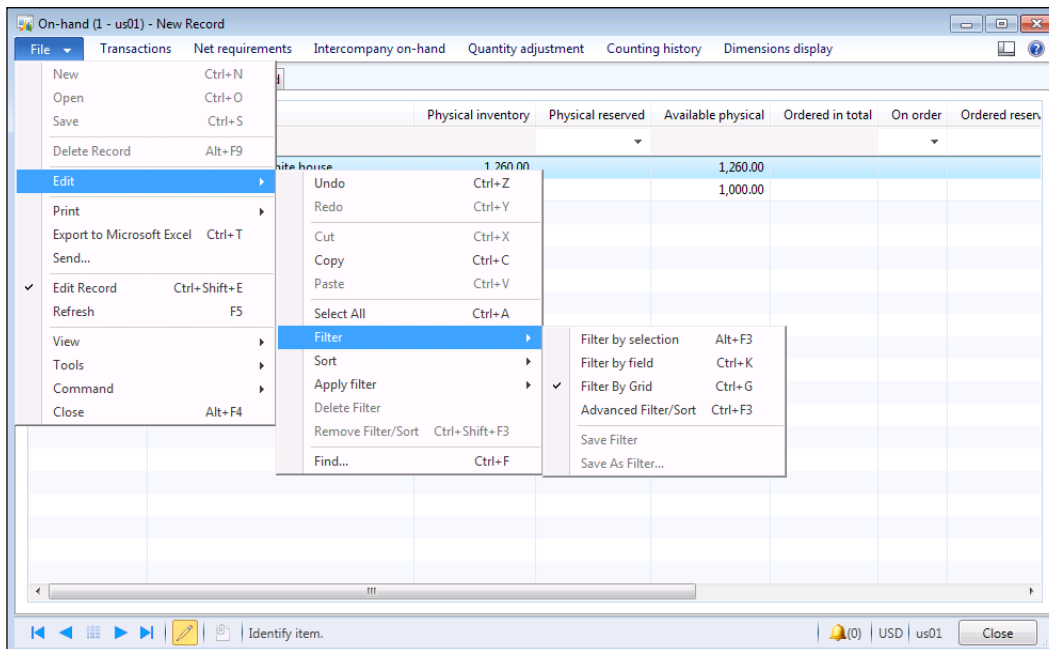 On-hand (1 - us01) - New Record
File Transactions Net requirements Intercompany on-hand Quantity adjustment Counting history Dimensions display
New Ctrl+N
Open Ctrl+O
Save Ctrl+S
Delete Record Alt+F9
Edit
Print
Export to Microsoft Excel Ctrl+T
Send...
Edit Record Ctrl+Shift+E
Refresh F5
View
Tools
Command
Close Alt+F4
Physical inventory Physical reserved Available physical Ordered in total On order Ordered reserv
house 1,260.00 1,260.00
1,000.00
Undo Ctrl+Z
Redo Ctrl+Y
Cut Ctrl+X
Copy Ctrl+C
Paste Ctrl+V
Select All Ctrl+A
Filter
Sort
Apply filter
Delete Filter
Remove Filter/Sort Ctrl+Shift+F3
Find... Ctrl+F
Filter by selection Alt+F3
Filter by field Ctrl+K
Filter By Grid Ctrl+G
Advanced Filter/Sort Ctrl+F3
Save Filter
Save As Filter...
Identify item. (0) USD us01 Close